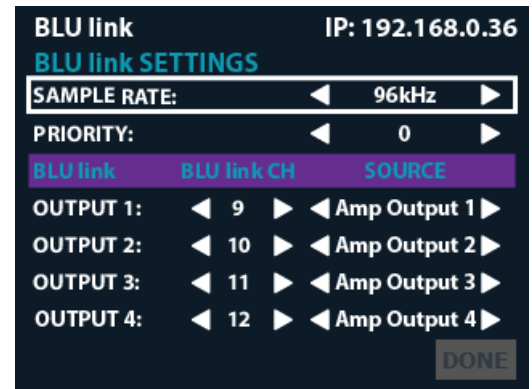 BLU link IP: 192.168.0.36
BLU link SETTINGS
SAMPLE RATE: 96kHz
PRIORITY: 0
BLU link BLU link CH SOURCE
OUTPUT 1: 9 Amp Output 1
OUTPUT 2: 10 Amp Output 2
OUTPUT 3: 11 Amp Output 3
OUTPUT 4: 12 Amp Output 4
DONE